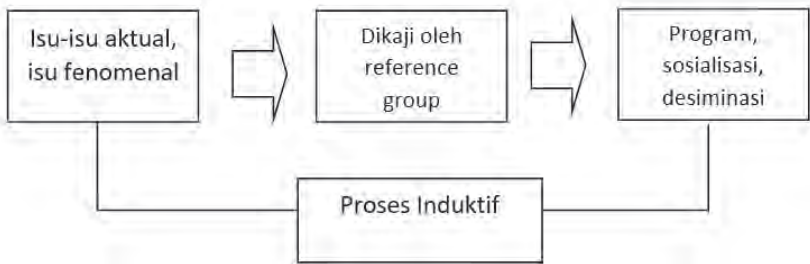 Isu-isu aktual,
isu fenomenal
Dikaji oleh
reference
group
Program,
sosialisasi,
desiminasi
Proses Induktif